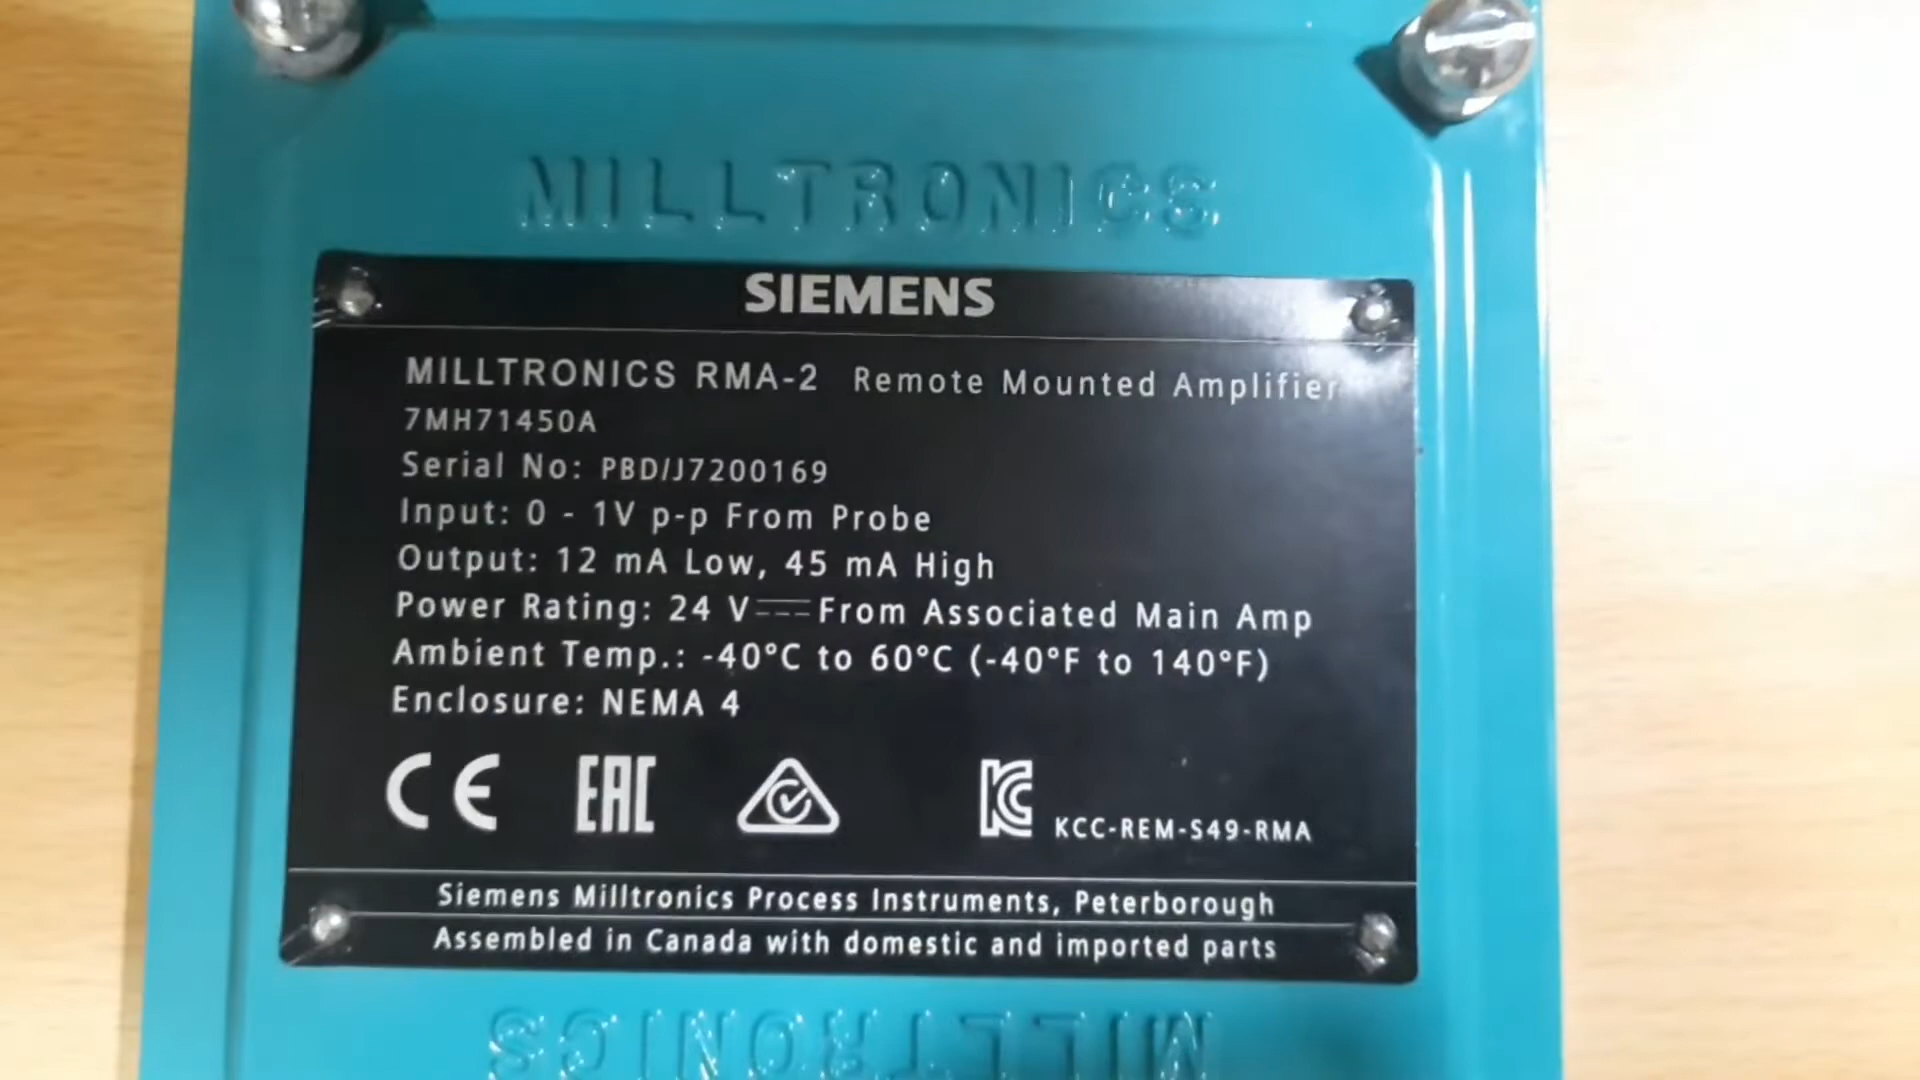 MILLTRONICS
SIEMENS
MILLTRONICS RMA-2 Remote Mounted Amplifier
7MH71450A
Serial No: PBD/J7200169
Input: 0 - 1V p-p From Probe
Output: 12 mA Low, 45 mA High
Power Rating: 24 V⎓From Associated Main Amp
Ambient Temp.: -40°C to 60°C (-40°F to 140°F)
Enclosure: NEMA 4
CE EAC KC KCC-REM-S49-RMA
Siemens Milltronics Process Instruments, Peterborough
Assembled in Canada with domestic and imported parts
MILLTRONICS